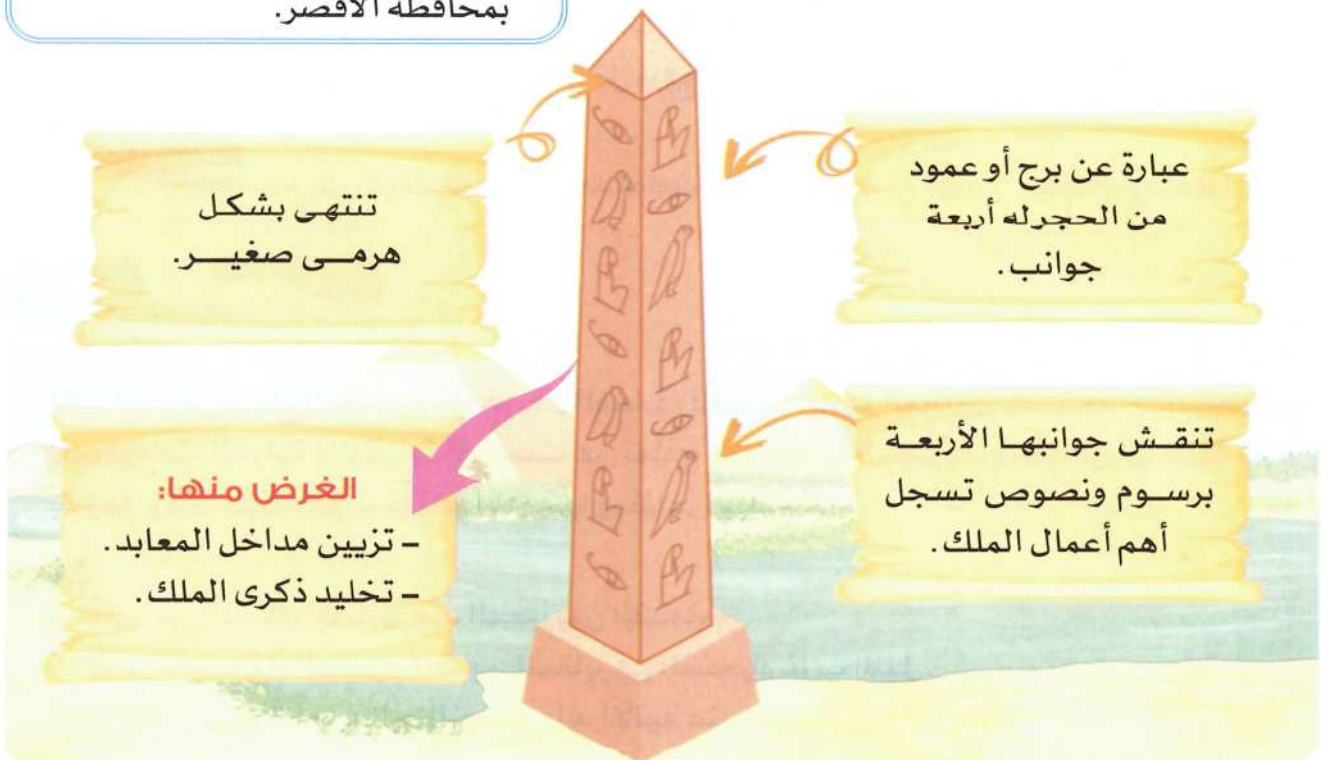 بمحافظة الأقصر.
عبارة عن برج أو عمود
من الحجرله أربعة
جوانب.
تنتهى بشكل
هرمــى صغيــــر.
تنقــش جوانبهــا الأربعــة
برســوم ونصوص تسجل
أهم أعمال الملك.
الغرض منها:
– تزيين مداخل المعابد.
– تخليد ذكرى الملك.